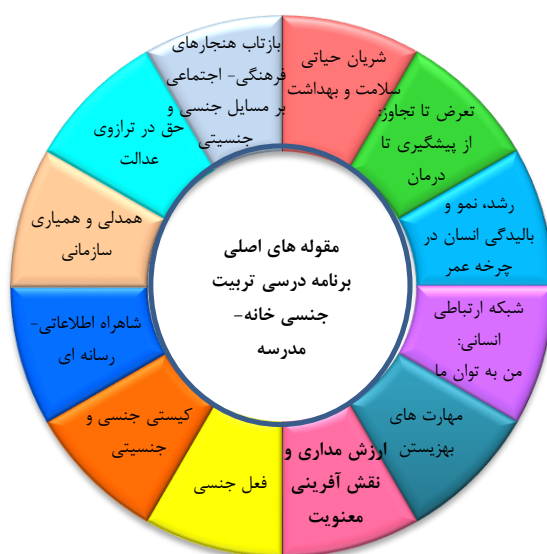 مقوله های اصلی
برنامه درسی تربیت
جنسی خانه-
مدرسه
شریان حیاتی
سلامت و بهداشت
تعرض تا تجاوز:
از پیشگیری تا
درمان
رشد، نمو و
بالیدگی انسان در
چرخه عمر
شبکه ارتباطی
انسانی:
من به توان ما
مهارت های
بهزیستن
ارزش مداری و
نقش آفرینی
معنویت
فعل جنسی
کیستی جنسی و
جنسیتی
شاهراه اطلاعاتی-
رسانه ای
همدلی و همیاری
سازمانی
حق در ترازوی
عدالت
بازتاب هنجارهای
فرهنگی- اجتماعی
بر مسایل جنسی و
جنسیتی